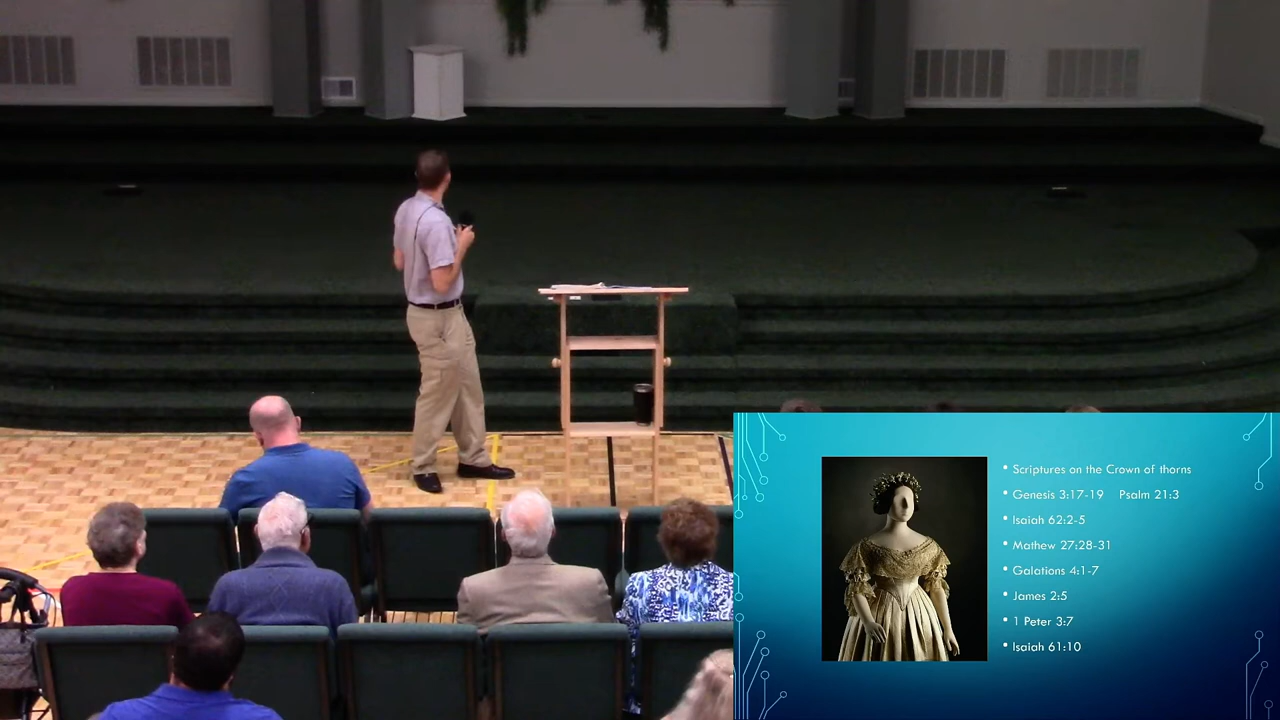 • Scriptures on the Crown of thorns
• Genesis 3:17-19 Psalm 21:3
• Isaiah 62:2-5
• Mathew 27:28-31
• Galations 4:1-7
• James 2:5
• 1 Peter 3:7
• Isaiah 61:10